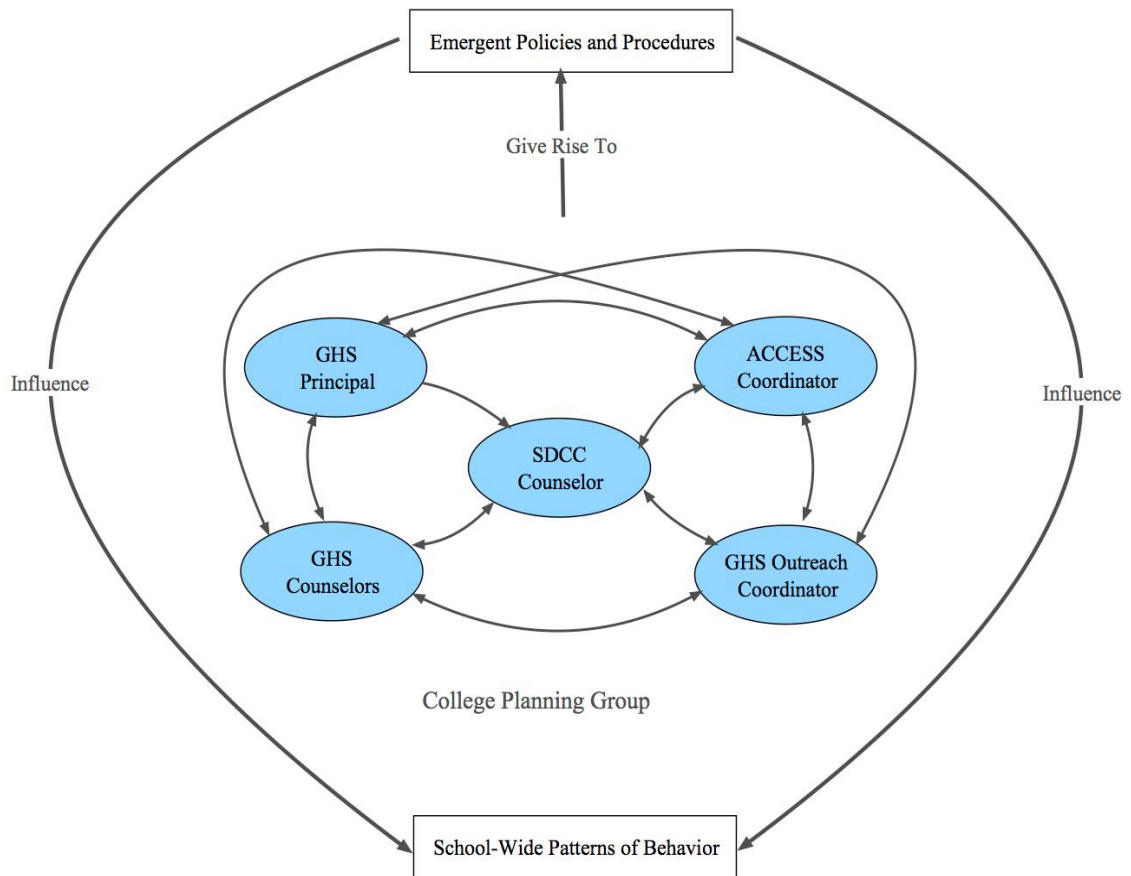 Emergent Policies and Procedures
Give Rise To
Influence
Influence
GHS
Principal
ACCESS
Coordinator
SDCC
Counselor
GHS
Counselors
GHS Outreach
Coordinator
College Planning Group
School-Wide Patterns of Behavior